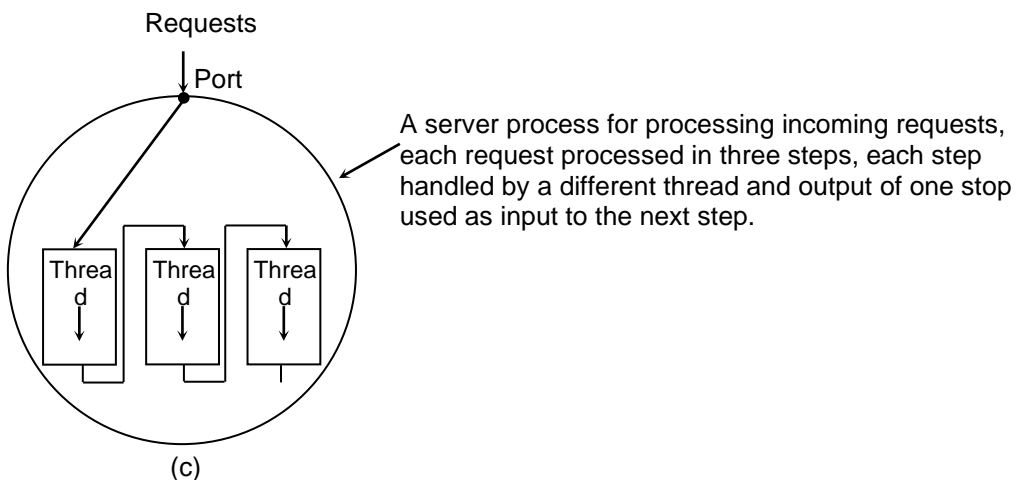 Requests
Port
A server process for processing incoming requests,
each request processed in three steps, each step
handled by a different thread and output of one stop
used as input to the next step.
Threa
d
Threa
d
Threa
d
(c)